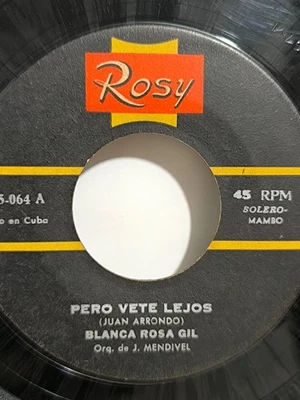 Rosy
5-064 A
45 RPM
o en Cuba
BOLERO-
MAMBO
PERO VETE LEJOS
(JUAN ARRONDO)
BLANCA ROSA GIL
Orq. de J. MENDIVEL